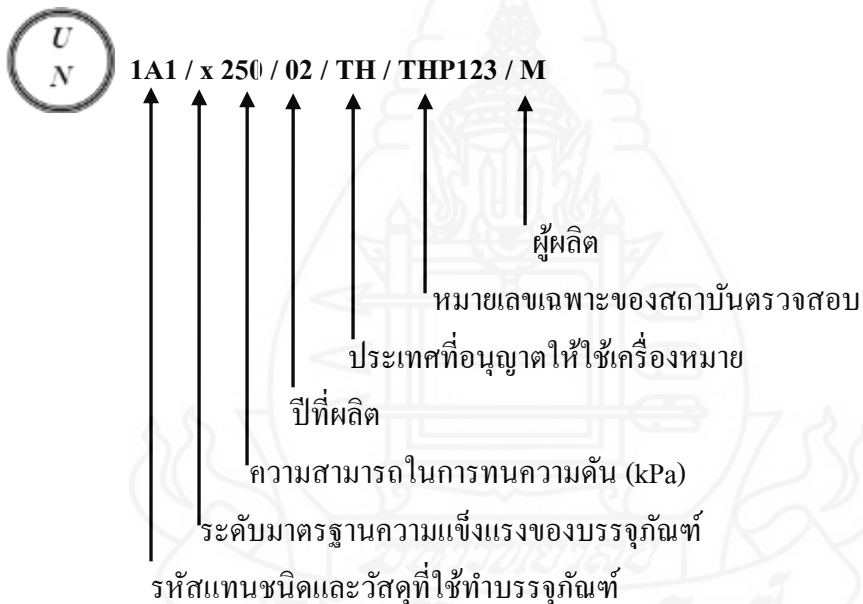 U
N
1A1 / x 250 / 02 / TH / THP123 / M
ผู้ผลิต
หมายเลขเฉพาะของสถาบันตรวจสอบ
ประเทศที่อนุญาตให้ใช้เครื่องหมาย
ปีที่ผลิต
ความสามารถในการทนความดัน (kPa)
ระดับมาตรฐานความแข็งแรงของบรรจุภัณฑ์
รหัสแทนชนิดและวัสดุที่ใช้ทำบรรจุภัณฑ์